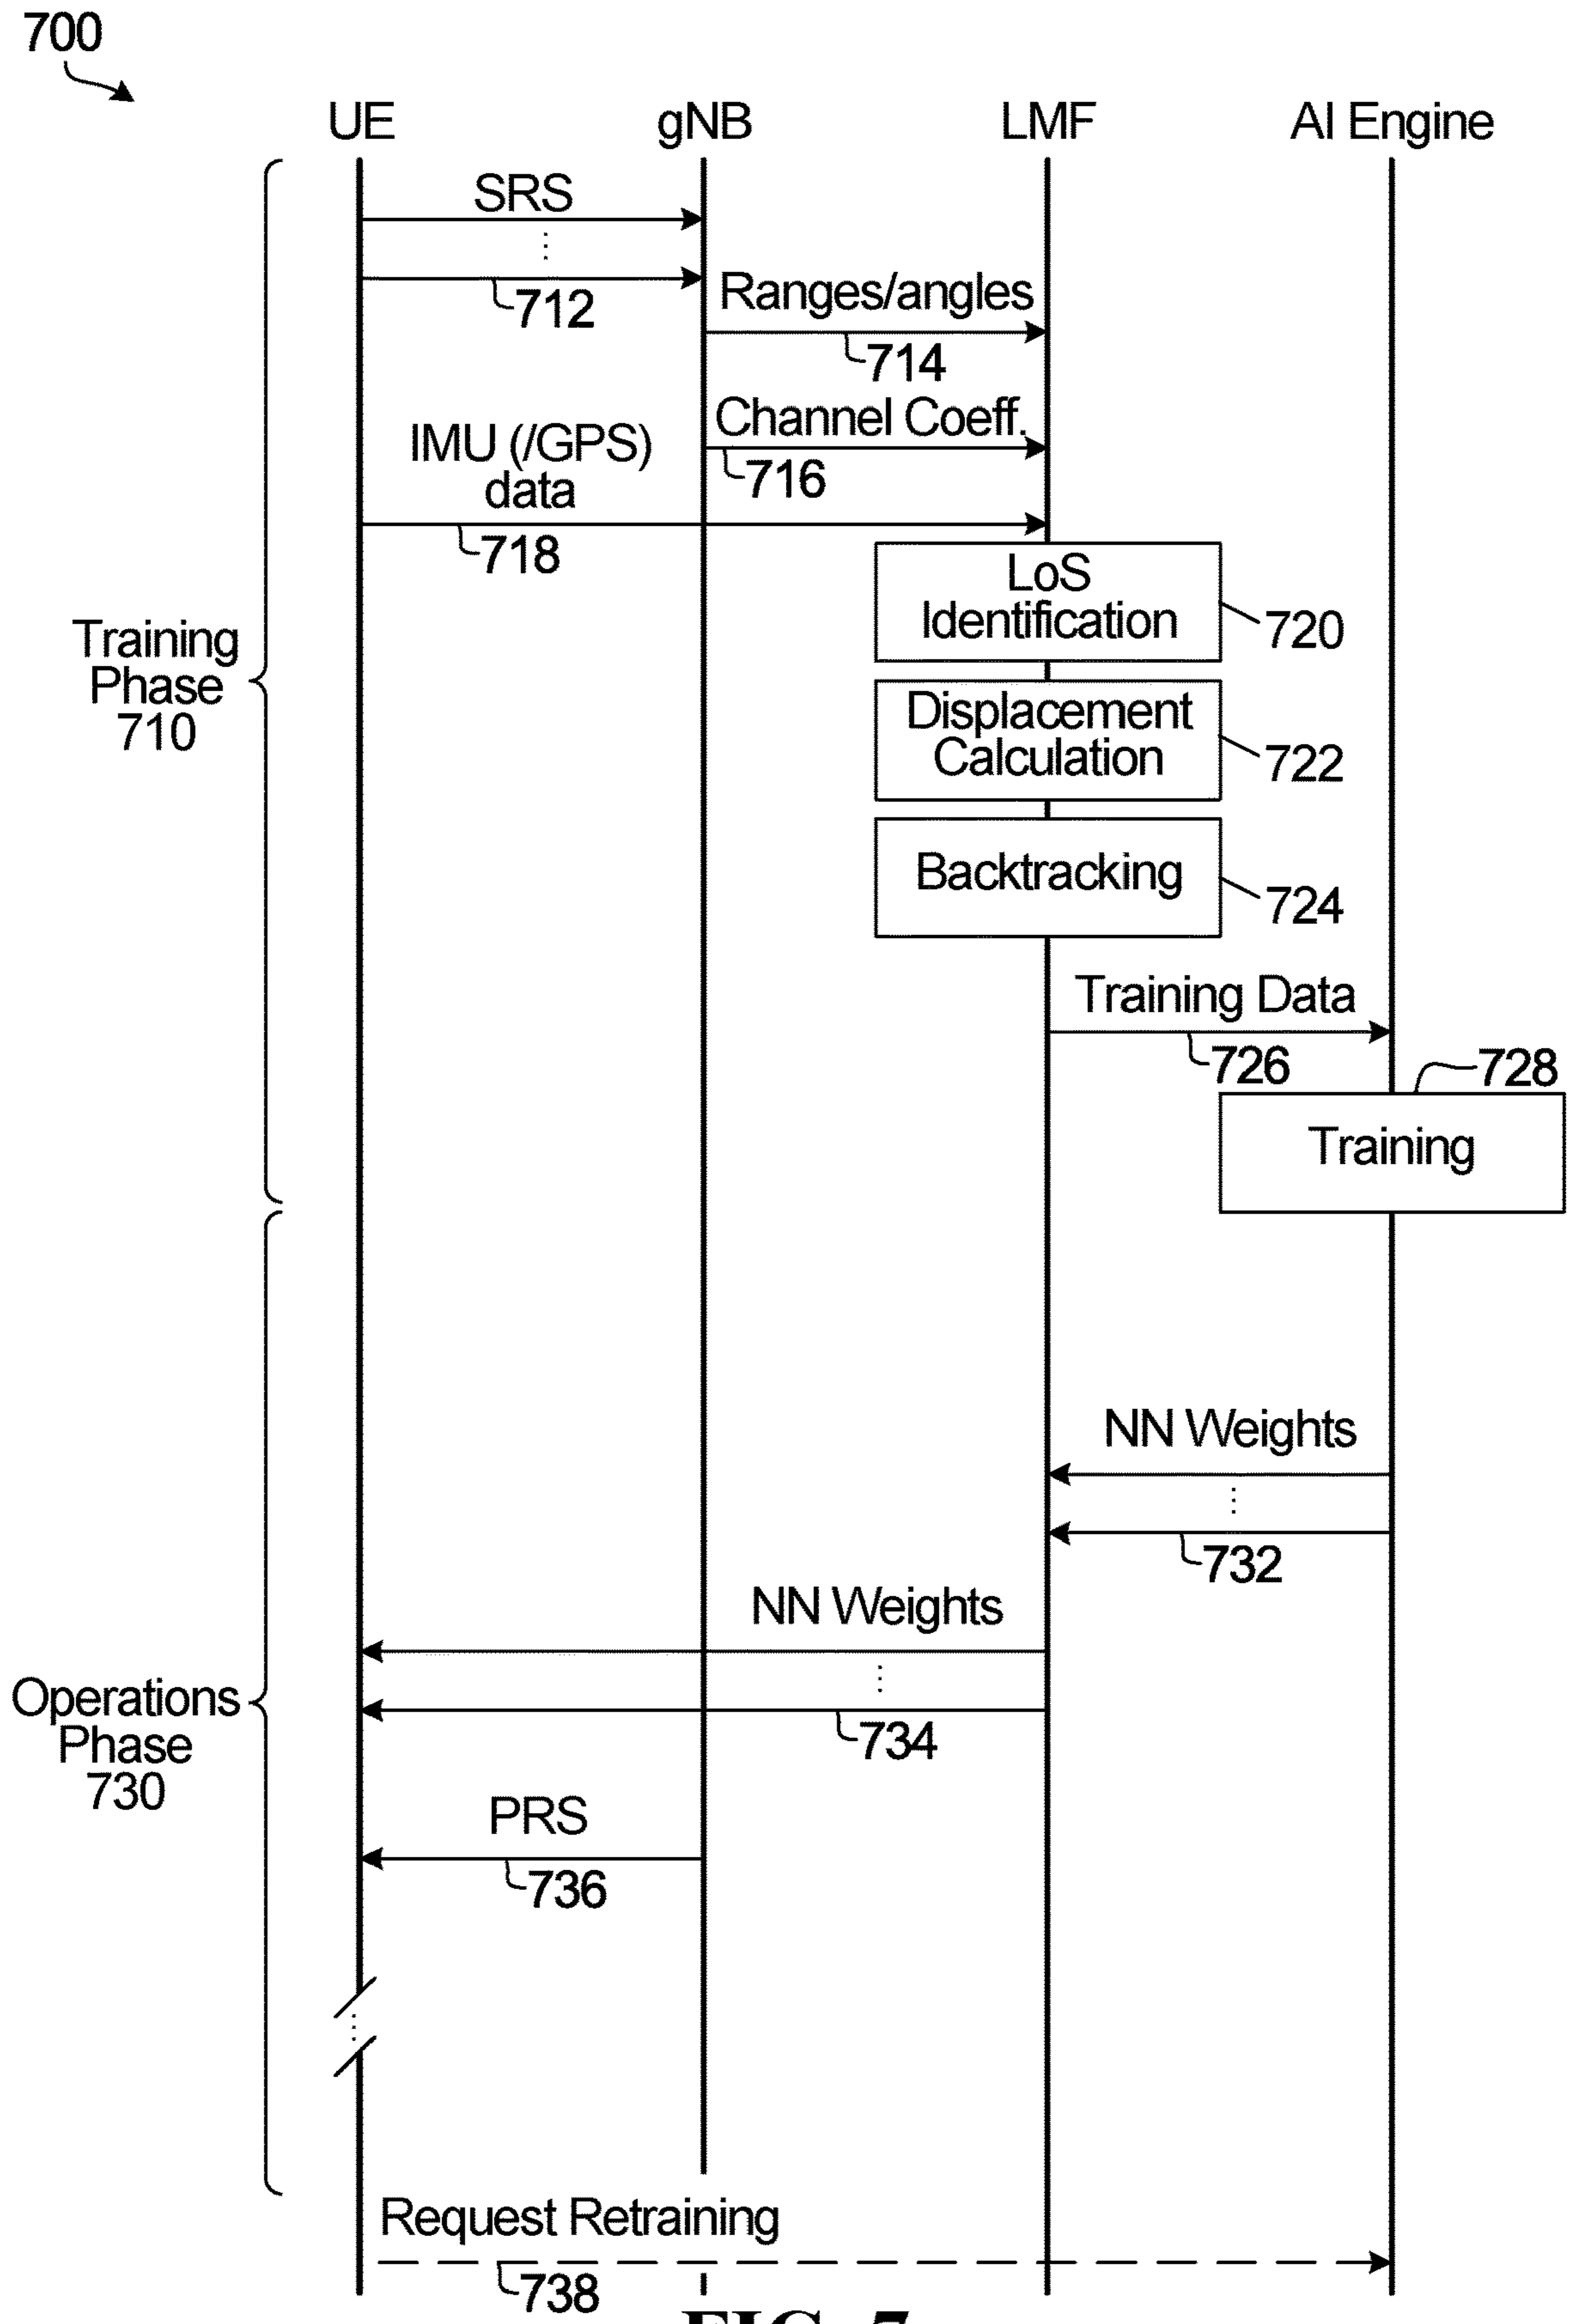 700
UE
gNB
LMF
AI Engine
SRS
712
Ranges/angles
714
Channel Coeff.
716
IMU (/GPS)
data
718
LoS
Identification
720
Training
Phase
710
Displacement
Calculation
722
Backtracking
724
Training Data
726
728
Training
NN Weights
732
NN Weights
734
Operations
Phase
730
PRS
736
Request Retraining
738
FIG. 7